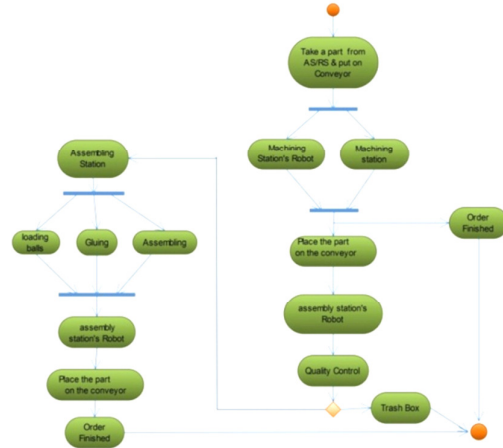 Take a part from
AS/RS & put on
Conveyor
Machining
Station's Robot
Machining
station
Order
Finished
Place the part
on the conveyor
assembly station's
Robot
Quality Control
Trash Box
Assembling
Station
loading
balls
Gluing
Assembling
assembly
station's Robot
Place the part
on the conveyor
Order
Finished